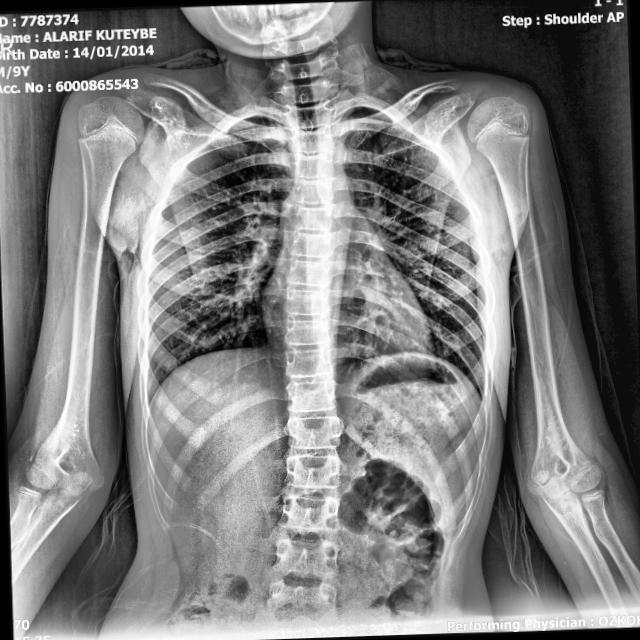 D : 7787374
ame : ALARIF KUTEYBE
irth Date : 14/01/2014
M/9Y
Acc. No : 6000865543
1 - 1
Step : Shoulder AP
70
Performing Physician : OZKO